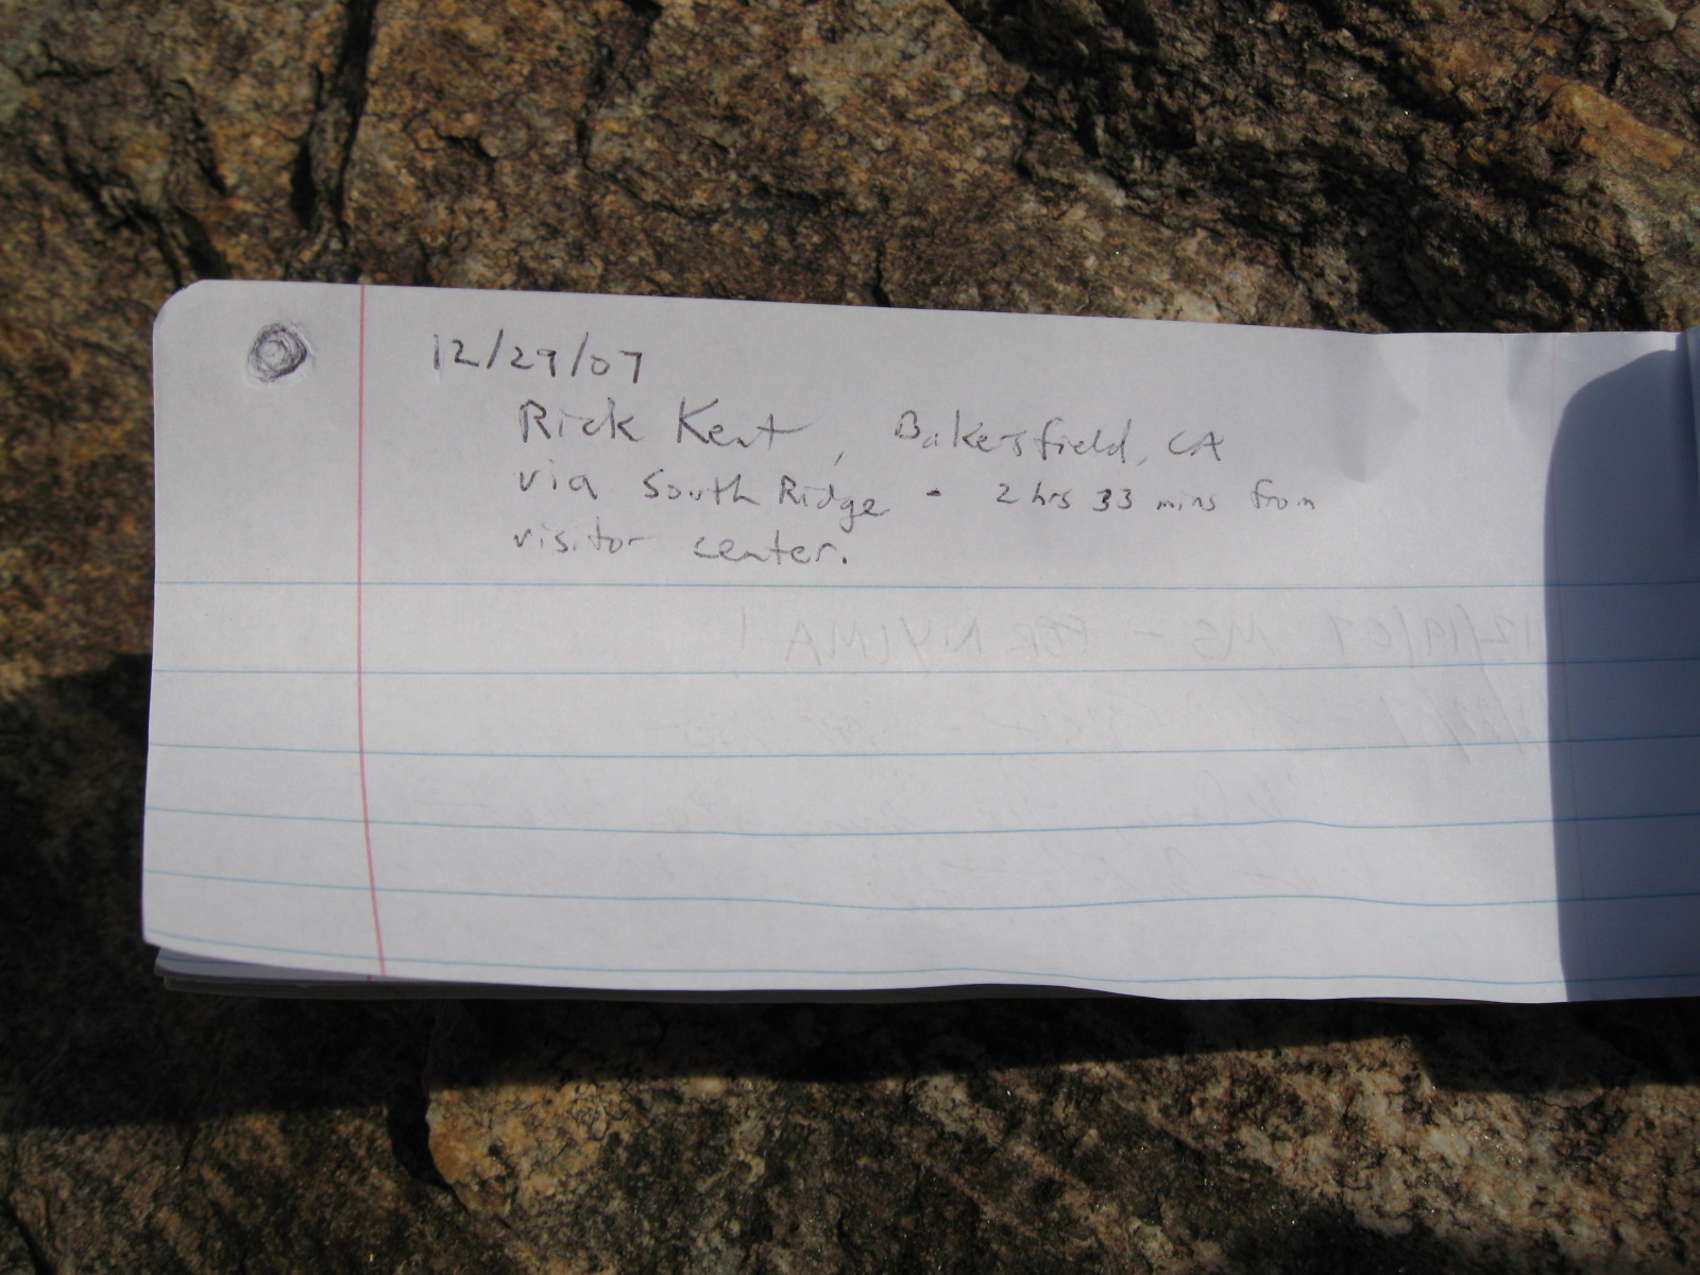 12/29/07
Rick Kent, Bakersfield, CA
via South Ridge - 2 hrs 33 mins from
visitor center.